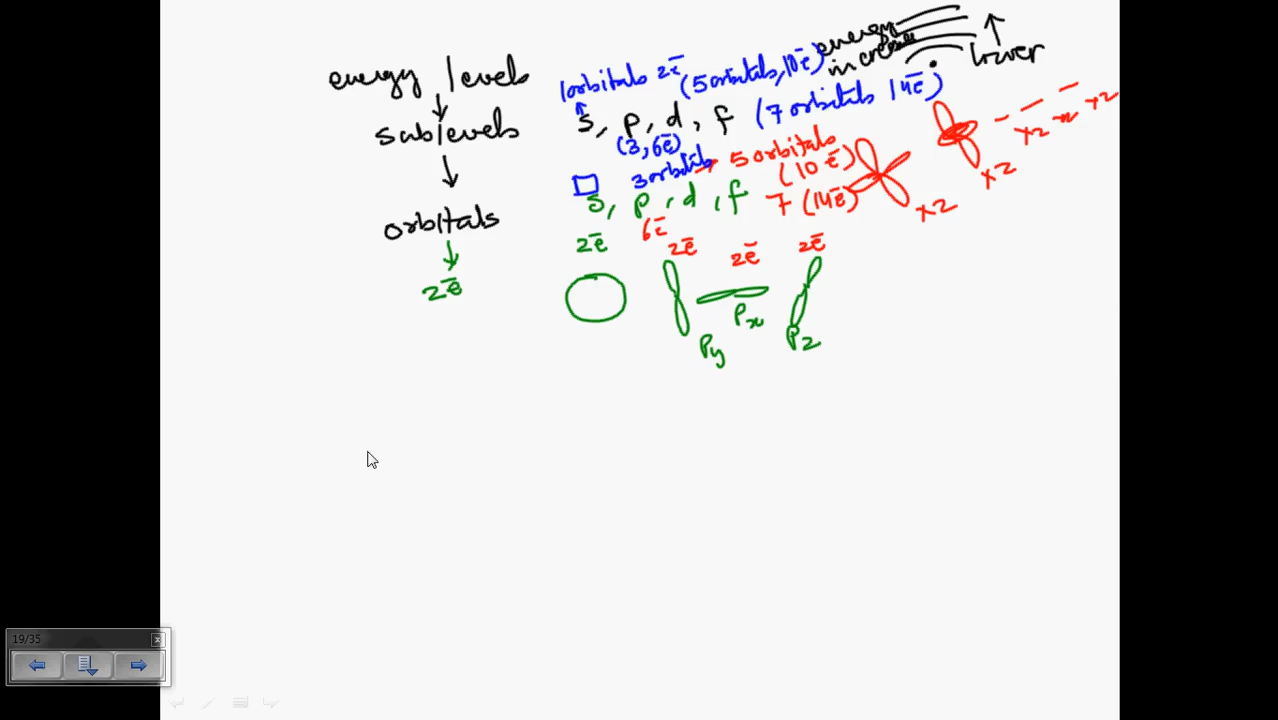 energy levels
sublevels
orbitals
2ē
energy
increase
lower
1 orbitals 2ē (5 orbitals, 10ē)
s, p, d, f (7 orbitals 14ē)
(3, 6ē)
3 orbitals → 5 orbitals
(10ē)
s, p, d, f 7 (14ē)
x2
x2
x2
x2
2ē 6ē
2ē 2ē 2ē
Py Px Pz
19/35